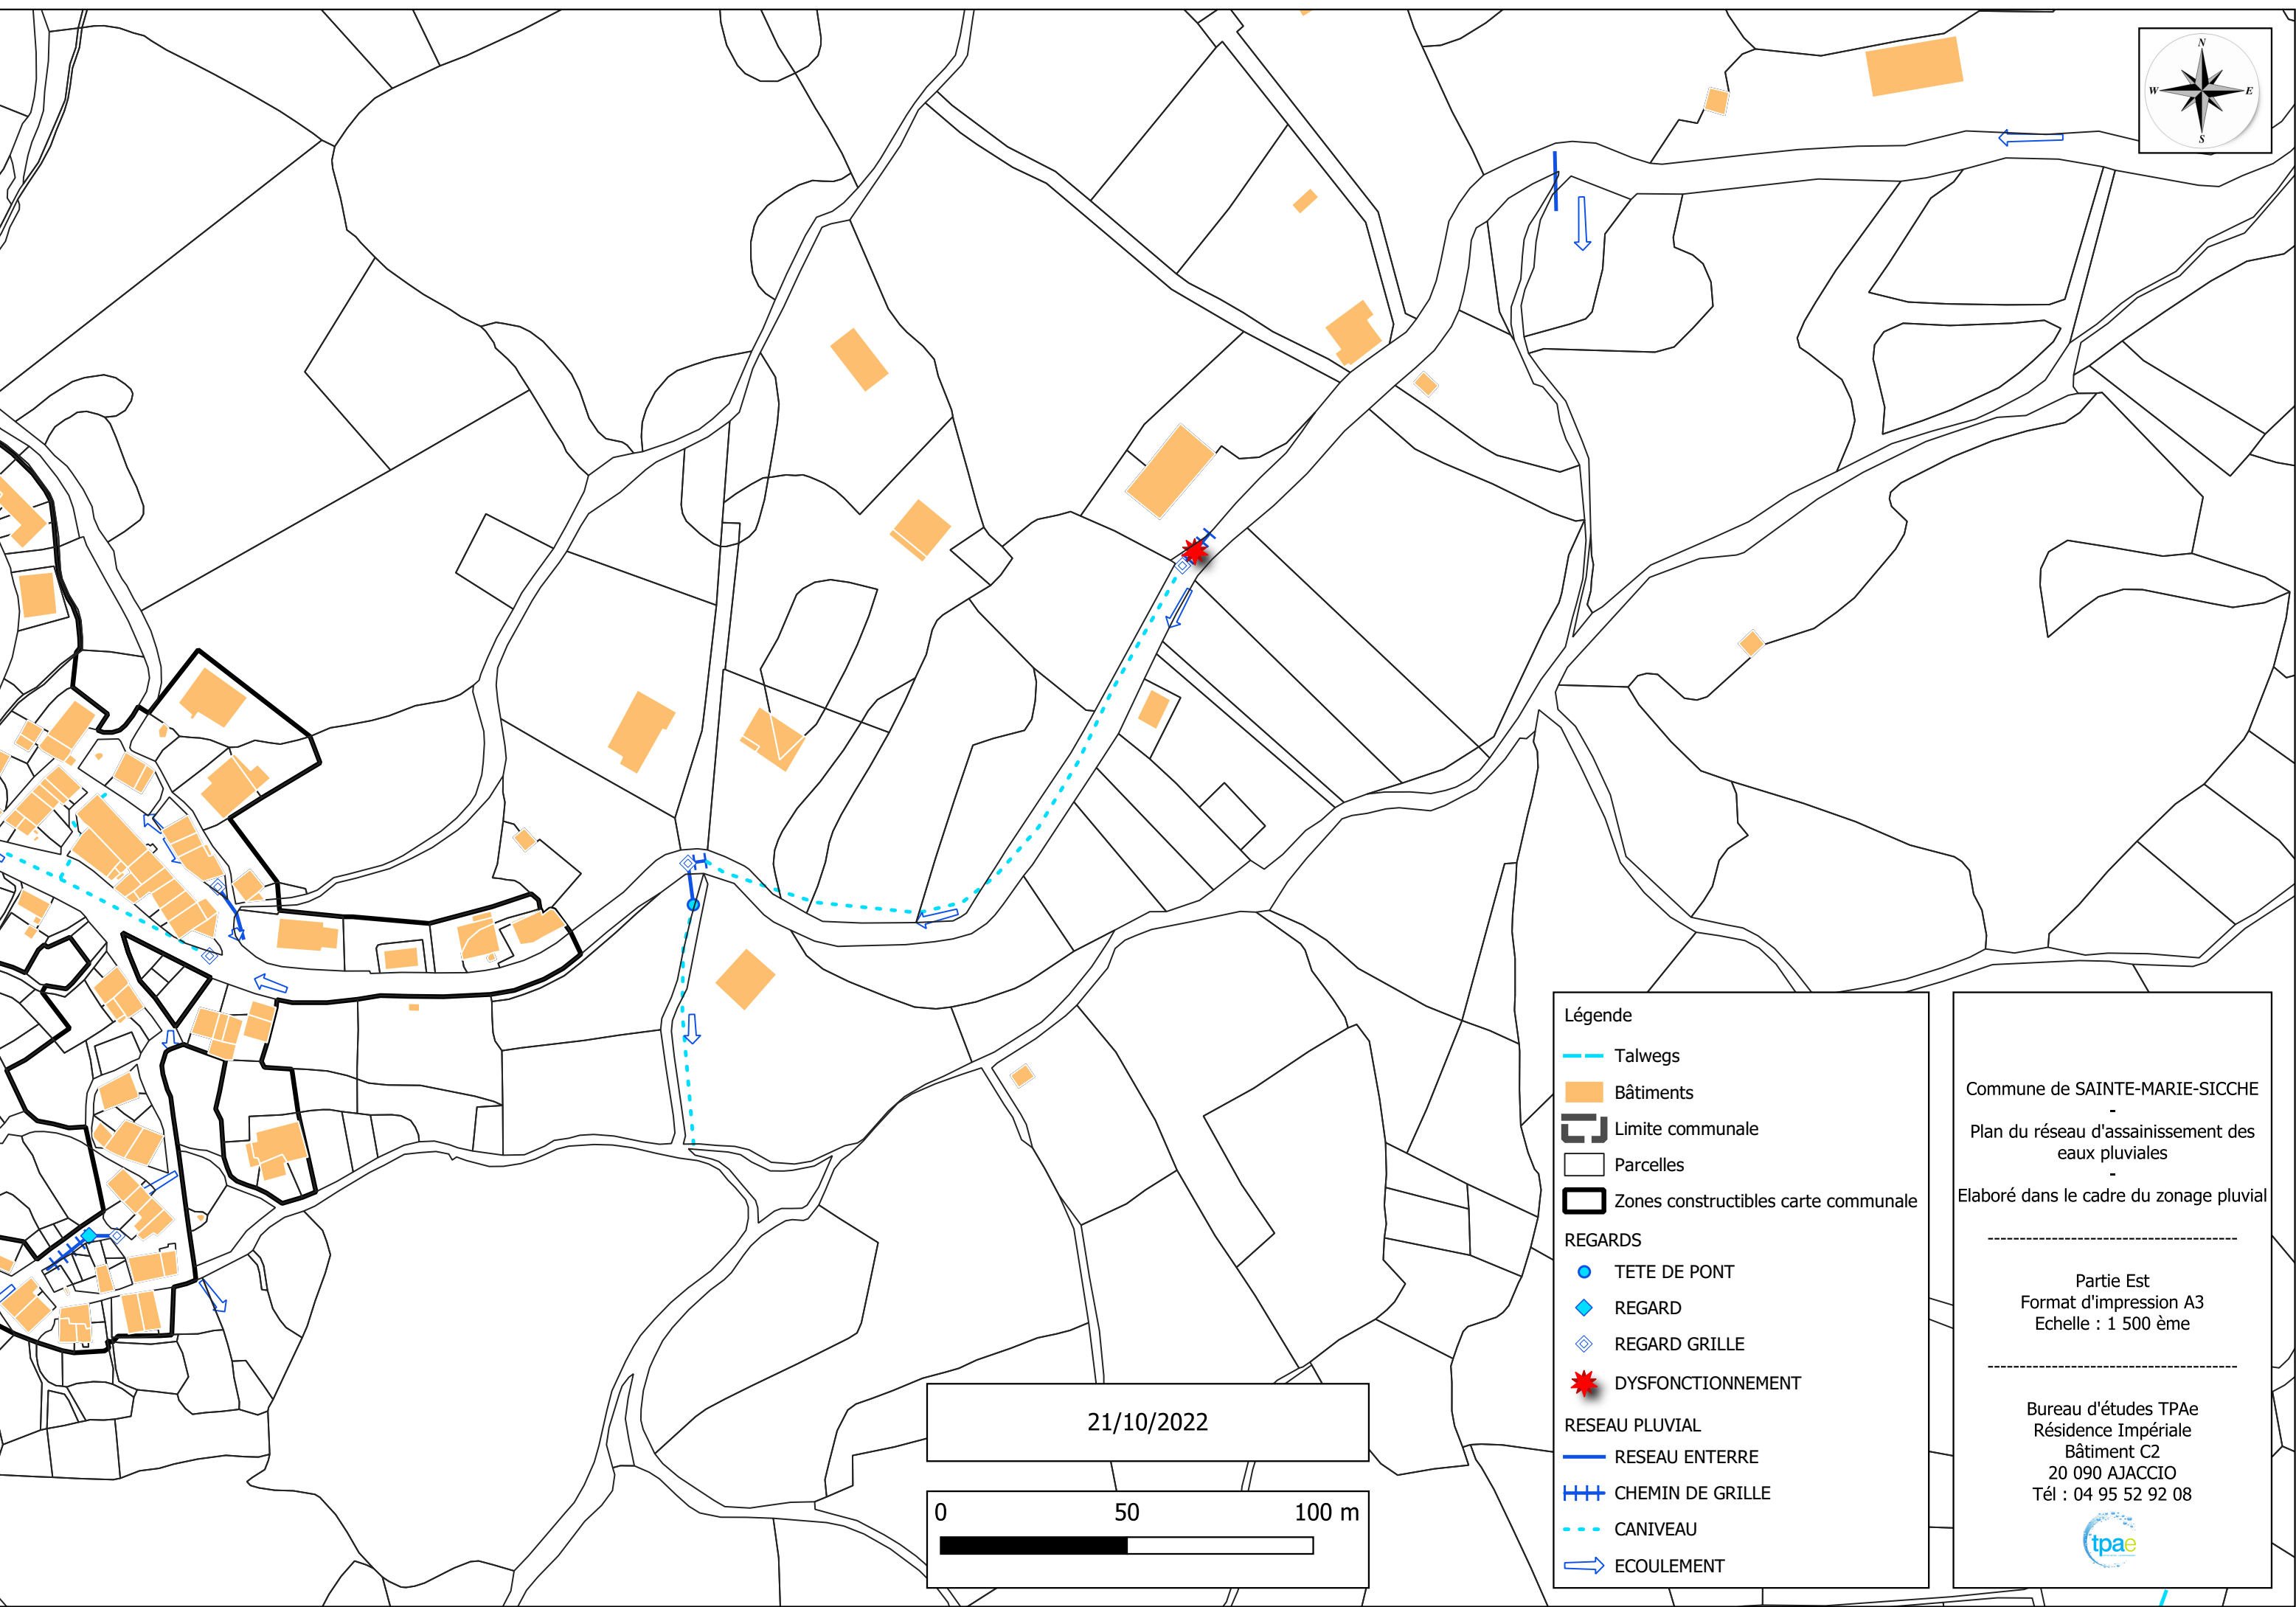 N
W
E
S
Légende
Talwegs
Bâtiments
Limite communale
Parcelles
Zones constructibles carte communale
REGARDS
TETE DE PONT
REGARD
REGARD GRILLE
DYSFONCTIONNEMENT
RESEAU PLUVIAL
RESEAU ENTERRE
CHEMIN DE GRILLE
CANIVEAU
ECOULEMENT
Commune de SAINTE-MARIE-SICCHE
-
Plan du réseau d'assainissement des
eaux pluviales
-
Elaboré dans le cadre du zonage pluvial
----------------------------------------
Partie Est
Format d'impression A3
Echelle : 1 500 ème
----------------------------------------
Bureau d'études TPAe
Résidence Impériale
Bâtiment C2
20 090 AJACCIO
Tél : 04 95 52 92 08
tpae
21/10/2022
0 50 100 m